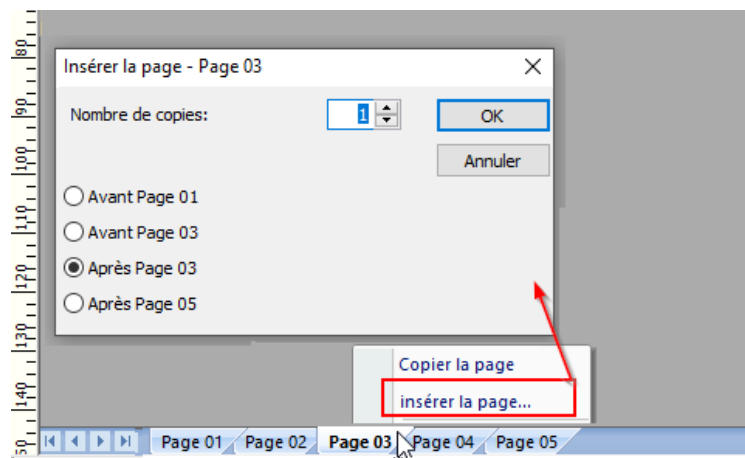 80
Insérer la page - Page 03
90
Nombre de copies:
1
OK
100
Annuler
Avant Page 01
110
Avant Page 03
120
Après Page 03
Après Page 05
130
Copier la page
140
insérer la page...
50
Page 01
Page 02
Page 03
Page 04
Page 05